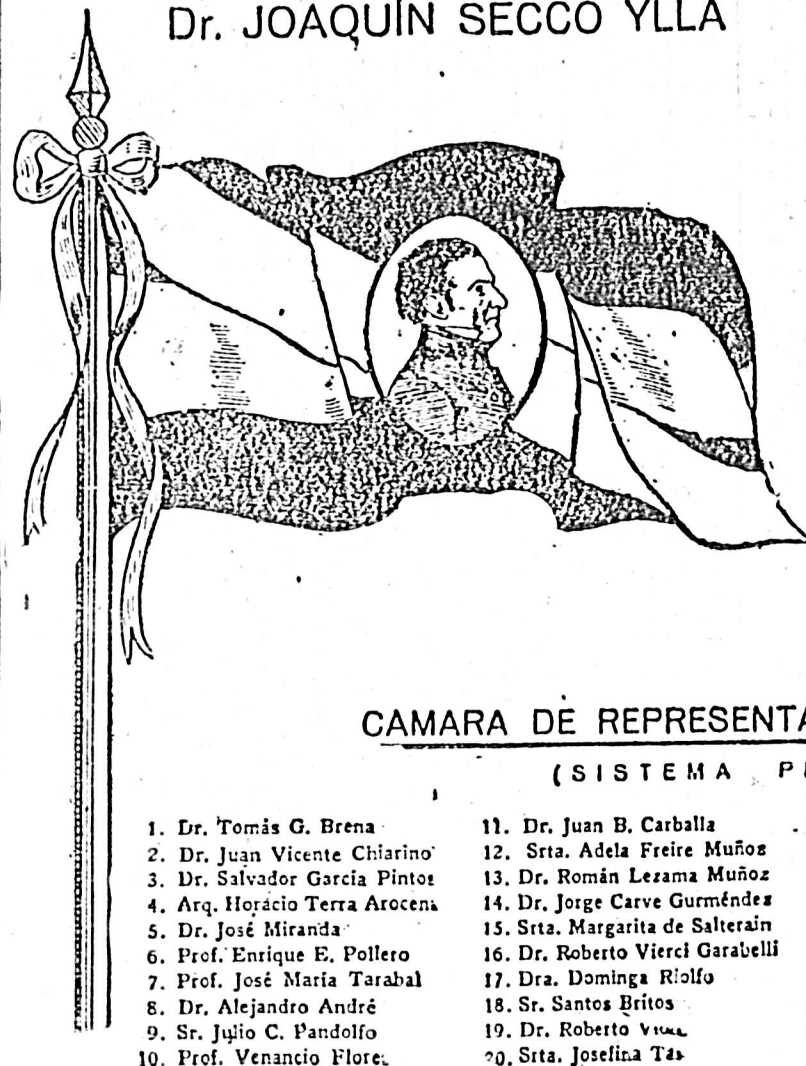 Dr. JOAQUIN SECCO YLLA
CAMARA DE REPRESENTA
(SISTEMA P
1. Dr. Tomás G. Brena
2. Dr. Juan Vicente Chiarino
3. Dr. Salvador García Pintos
4. Arq. Horacio Terra Arocena
5. Dr. José Miranda
6. Prof. Enrique E. Pollero
7. Prof. José María Tarabal
8. Dr. Alejandro André
9. Sr. Julio C. Pandolfo
10. Prof. Venancio Flores
11. Dr. Juan B. Carballa
12. Srta. Adela Freire Muñoz
13. Dr. Román Lezama Muñoz
14. Dr. Jorge Carve Gurméndez
15. Srta. Margarita de Salterain
16. Dr. Roberto Vierci Garabelli
17. Dra. Dominga Riolfo
18. Sr. Santos Britos
19. Dr. Roberto
20. Srta. Josefina